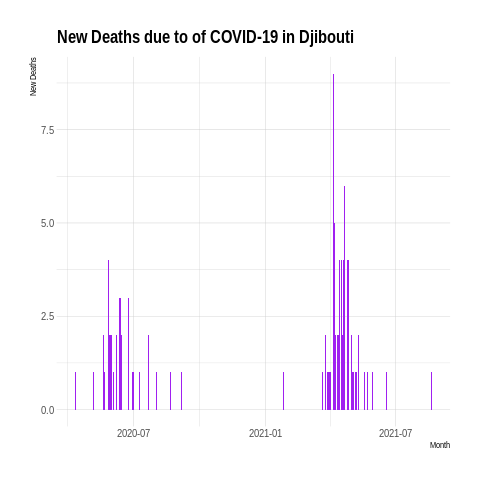 New Deaths due to of COVID-19 in Djibouti
New Deaths
7.5
5.0
2.5
0.0
2020-07 2021-01 2021-07
Month